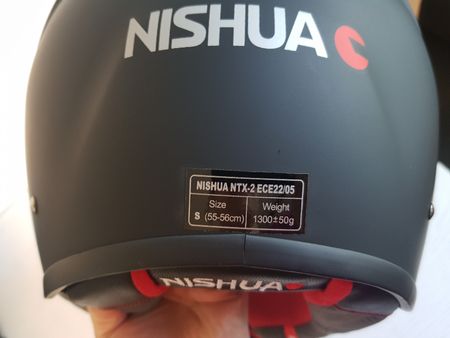 NISHUA
NISHUA NTX-2 ECE22/05
Size Weight
S (55-56cm) 1300±50g
NISHUA